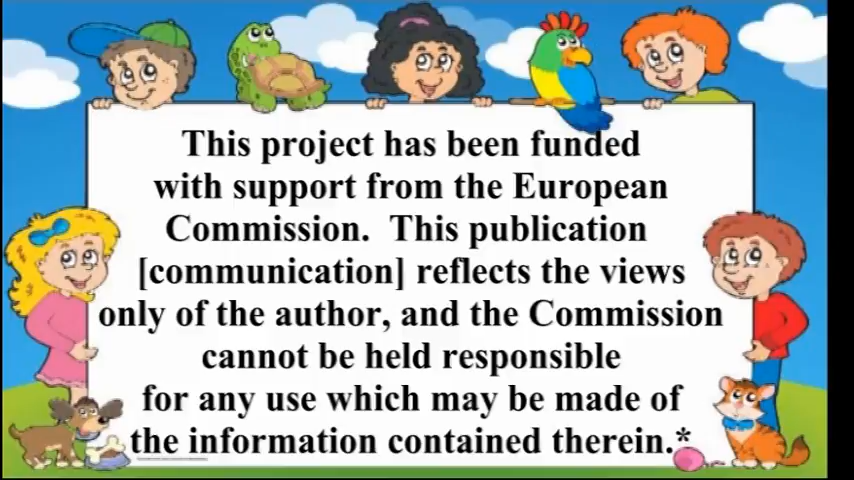 This project has been funded
with support from the European
Commission.  This publication
[communication] reflects the views
only of the author, and the Commission
cannot be held responsible
for any use which may be made of
the information contained therein.*